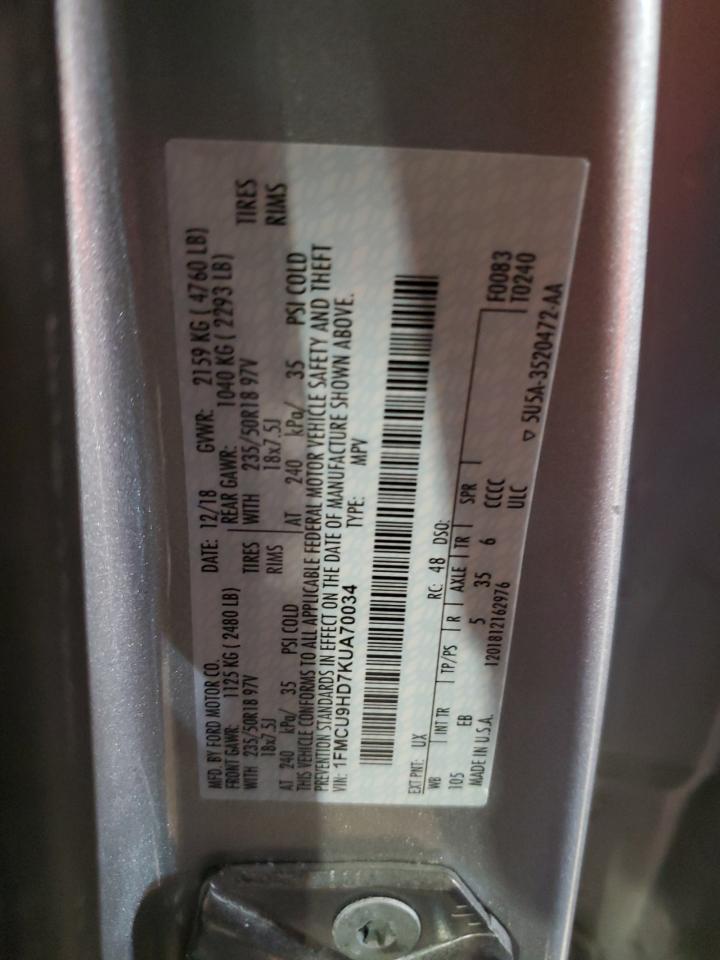 MFD. BY FORD MOTOR CO. DATE: 12/18 GVWR: 2159 KG ( 4760 LB)
FRONT GAWR: 1125 KG ( 2480 LB) REAR GAWR: 1040 KG ( 2293 LB)
WITH 235/50R18 97V TIRES WITH 235/50R18 97V TIRES
18x7.5J RIMS 18x7.5J RIMS
AT 240 kPa/ 35 PSI COLD AT 240 kPa/ 35 PSI COLD
THIS VEHICLE CONFORMS TO ALL APPLICABLE FEDERAL MOTOR VEHICLE SAFETY AND THEFT
PREVENTION STANDARDS IN EFFECT ON THE DATE OF MANUFACTURE SHOWN ABOVE.
VIN: 1FMCU9HD7KUA70034 TYPE: MPV
EXT PNT: UX RC: 48 DSO:
WB INT TR TP/PS R AXLE TR SPR F0083
105 EB 5 35 6 CCCC T0240
MADE IN U.S.A. 1201812162976 ULC ▽ 5U5A-3520472-AA